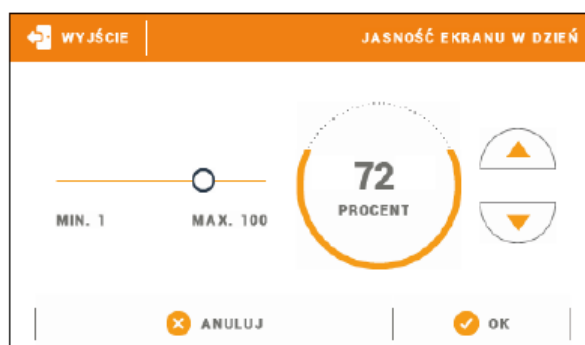 WYJŚCIE
JASNOŚĆ EKRANU W DZIEŃ
72
PROCENT
MIN. 1
MAX. 100
ANULUJ
OK